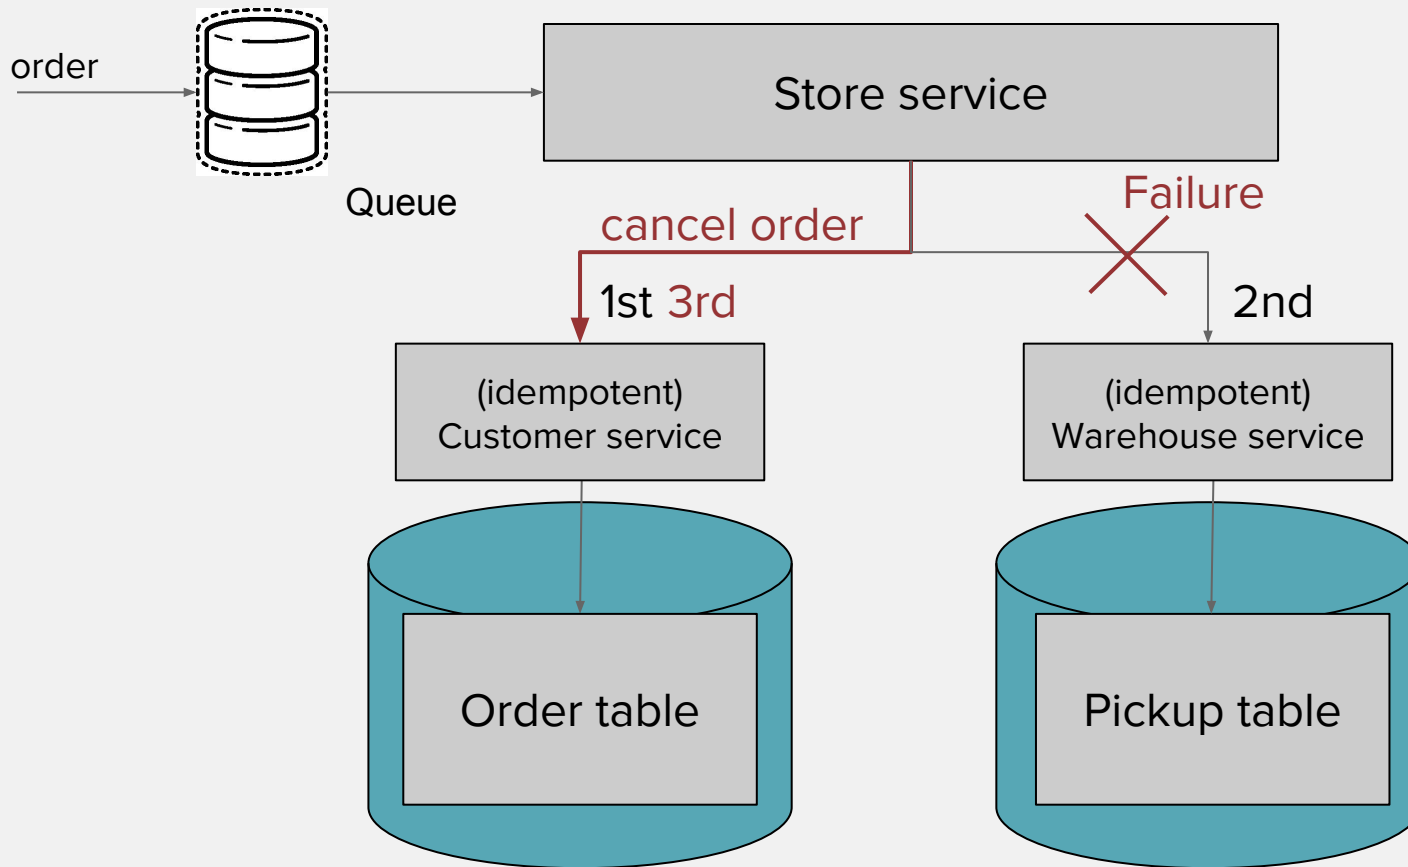 order
Store service
Queue
Failure
cancel order
1st 3rd
2nd
(idempotent)
Customer service
(idempotent)
Warehouse service
Order table
Pickup table